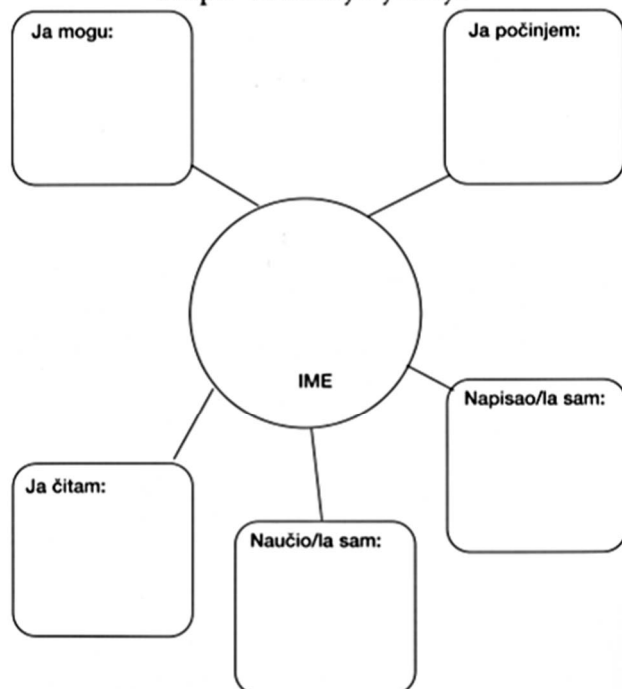 Ja mogu:
Ja počinjem:
IME
Napisao/la sam:
Ja čitam:
Naučio/la sam: